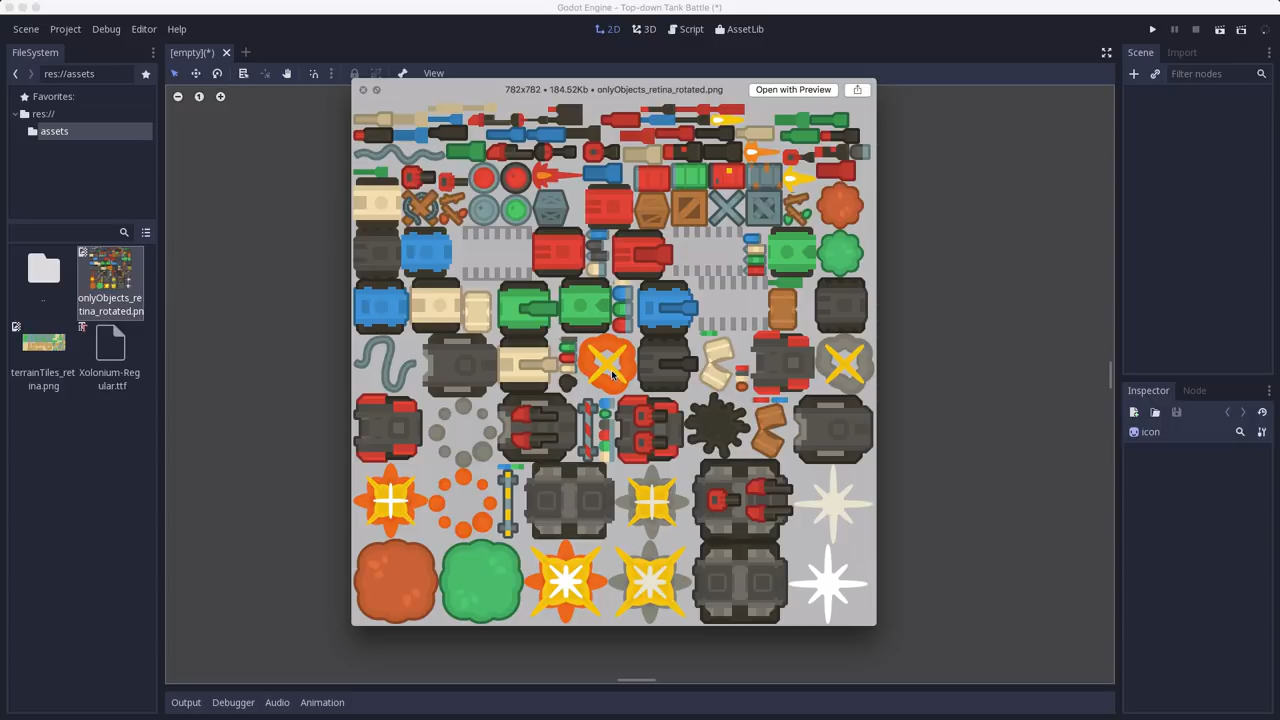 Godot Engine - Top-down Tank Battle (*)
Scene Project Debug Editor Help
2D 3D Script AssetLib
FileSystem
[empty](*)
Scene Import
res://assets
View
Filter nodes
Favorites:
res://
assets
782x782 • 184.52Kb • onlyObjects_retina_rotated.png
Open with Preview
..
onlyObjects_re
tina_rotated.pn
terrainTiles_ret
ina.png
Xolonium-Reg
ular.ttf
Inspector Node
icon
Output Debugger Audio Animation